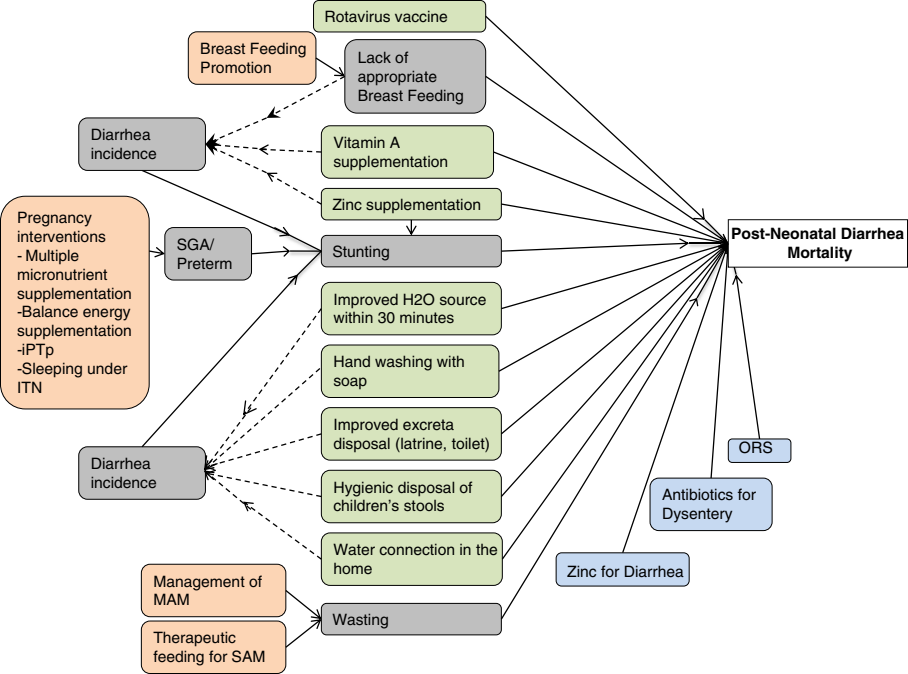 Rotavirus vaccine
Breast Feeding
Promotion
Lack of
appropriate
Breast Feeding
Diarrhea
incidence
Vitamin A
supplementation
Zinc supplementation
Pregnancy
interventions
- Multiple
micronutrient
supplementation
-Balance energy
supplementation
-iPTp
-Sleeping under
ITN
SGA/
Preterm
Stunting
Post-Neonatal Diarrhea
Mortality
Improved H2O source
within 30 minutes
Hand washing with
soap
Improved excreta
disposal (latrine, toilet)
Diarrhea
incidence
Hygienic disposal of
children's stools
Water connection in the
home
ORS
Antibiotics for
Dysentery
Zinc for Diarrhea
Management of
MAM
Therapeutic
feeding for SAM
Wasting